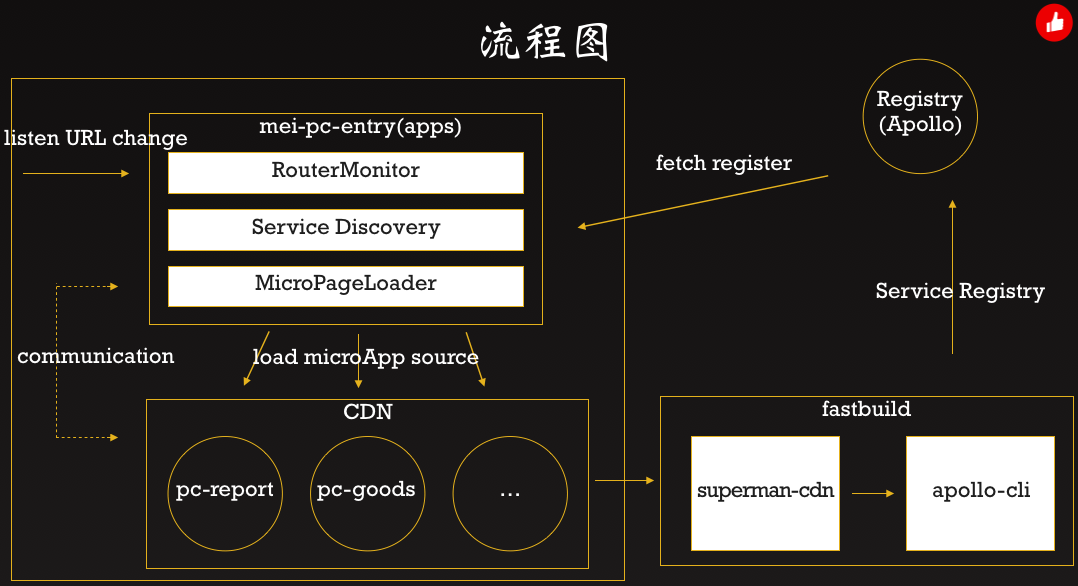 流程图
Registry
(Apollo)
mei-pc-entry(apps)
listen URL change
RouterMonitor
fetch register
Service Discovery
MicroPageLoader
Service Registry
communication
load microApp source
CDN
fastbuild
pc-report
pc-goods
...
superman-cdn
apollo-cli